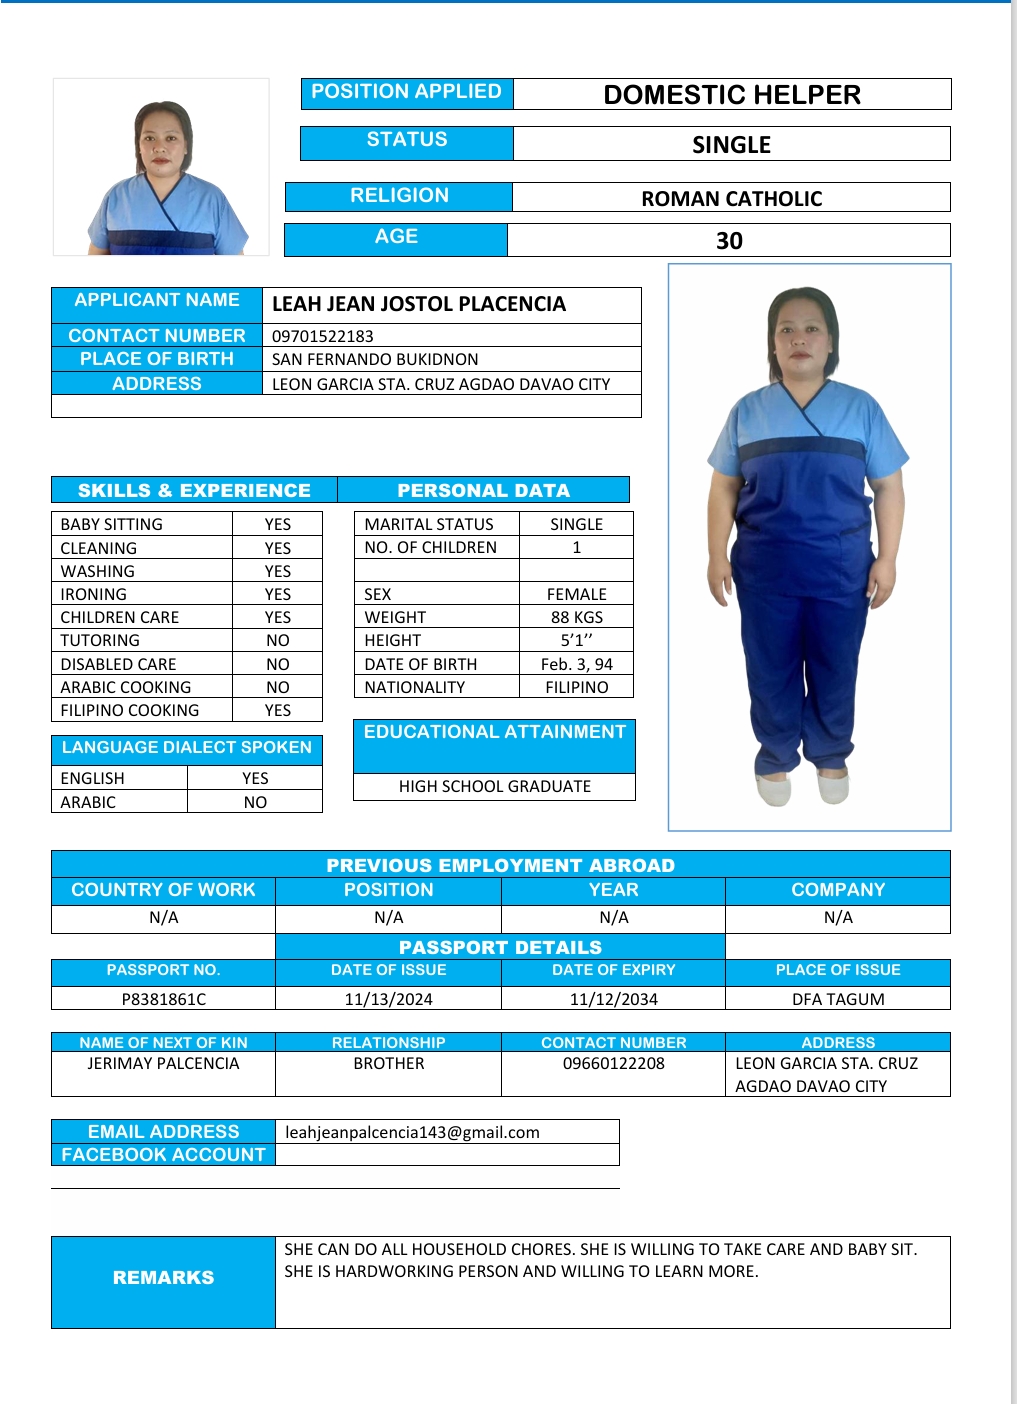 POSITION APPLIED DOMESTIC HELPER
STATUS SINGLE
RELIGION ROMAN CATHOLIC
AGE 30
APPLICANT NAME LEAH JEAN JOSTOL PLACENCIA
CONTACT NUMBER 09701522183
PLACE OF BIRTH SAN FERNANDO BUKIDNON
ADDRESS LEON GARCIA STA. CRUZ AGDAO DAVAO CITY
SKILLS & EXPERIENCE PERSONAL DATA
BABY SITTING YES
CLEANING YES
WASHING YES
IRONING YES
CHILDREN CARE YES
TUTORING NO
DISABLED CARE NO
ARABIC COOKING NO
FILIPINO COOKING YES
MARITAL STATUS SINGLE
NO. OF CHILDREN 1
SEX FEMALE
WEIGHT 88 KGS
HEIGHT 5’1’’
DATE OF BIRTH Feb. 3, 94
NATIONALITY FILIPINO
LANGUAGE DIALECT SPOKEN
ENGLISH YES
ARABIC NO
EDUCATIONAL ATTAINMENT
HIGH SCHOOL GRADUATE
PREVIOUS EMPLOYMENT ABROAD
COUNTRY OF WORK POSITION YEAR COMPANY
N/A N/A N/A N/A
PASSPORT DETAILS
PASSPORT NO. DATE OF ISSUE DATE OF EXPIRY PLACE OF ISSUE
P8381861C 11/13/2024 11/12/2034 DFA TAGUM
NAME OF NEXT OF KIN RELATIONSHIP CONTACT NUMBER ADDRESS
JERIMAY PALCENCIA BROTHER 09660122208 LEON GARCIA STA. CRUZ
AGDAO DAVAO CITY
EMAIL ADDRESS leahjeanpalcencia143@gmail.com
FACEBOOK ACCOUNT
REMARKS
SHE CAN DO ALL HOUSEHOLD CHORES. SHE IS WILLING TO TAKE CARE AND BABY SIT.
SHE IS HARDWORKING PERSON AND WILLING TO LEARN MORE.